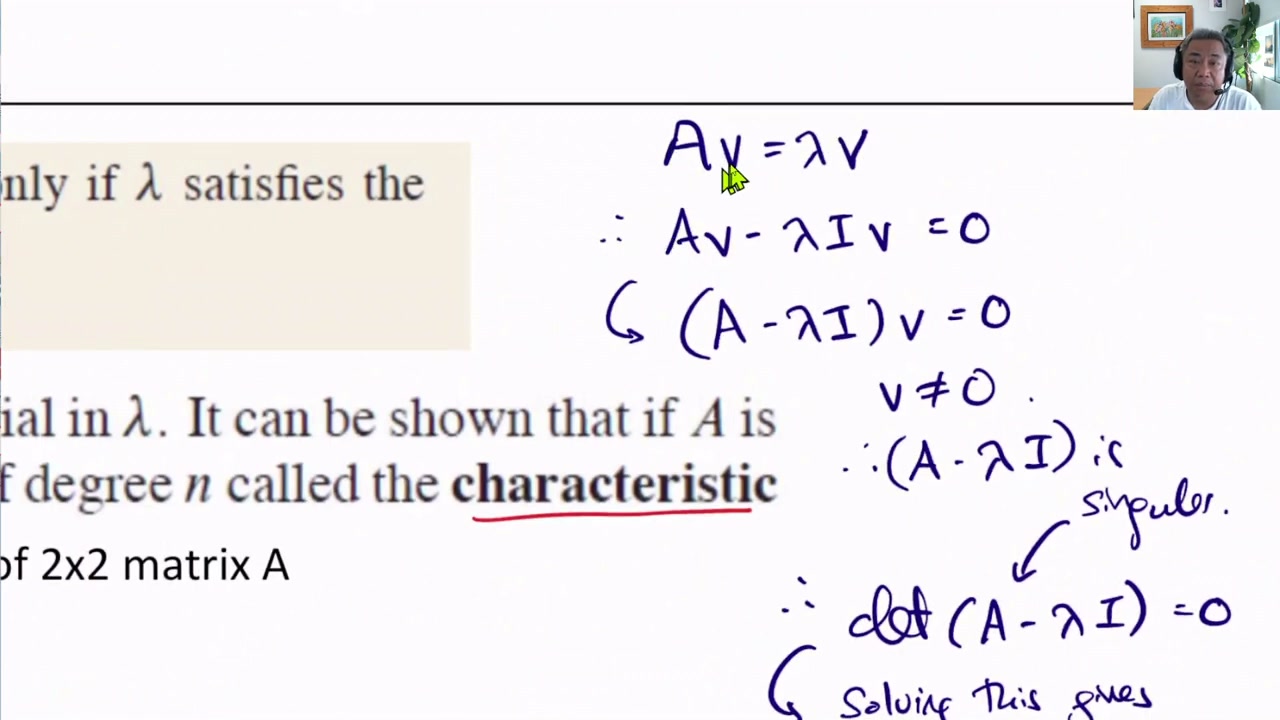 nly if λ satisfies the
ial in λ. It can be shown that if A is
f degree n called the characteristic
of 2x2 matrix A
Av = λv
∴ Av - λIv = 0
(A - λI)v = 0
v ≠ 0 .
∴ (A - λI) is
singular.
∴ det (A - λI) = 0
Solving this gives